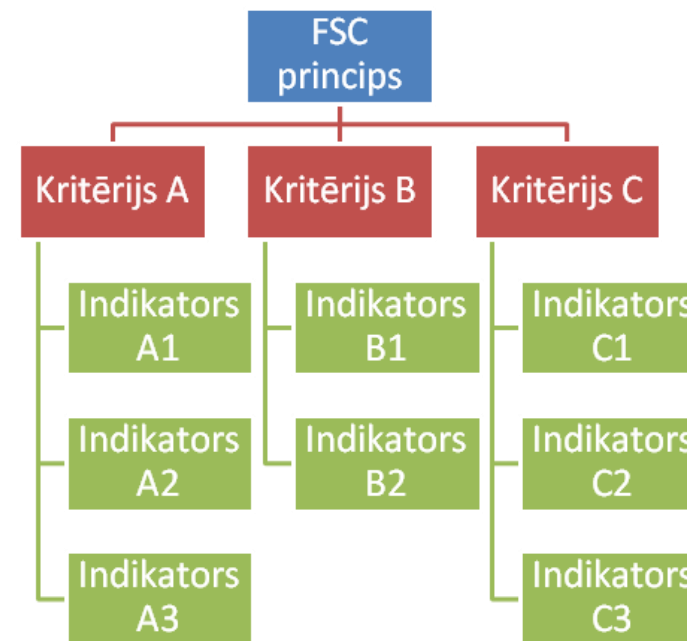 FSC
princips
Kritērijs A
Kritērijs B
Kritērijs C
Indikators
A1
Indikators
B1
Indikators
C1
Indikators
A2
Indikators
B2
Indikators
C2
Indikators
A3
Indikators
C3